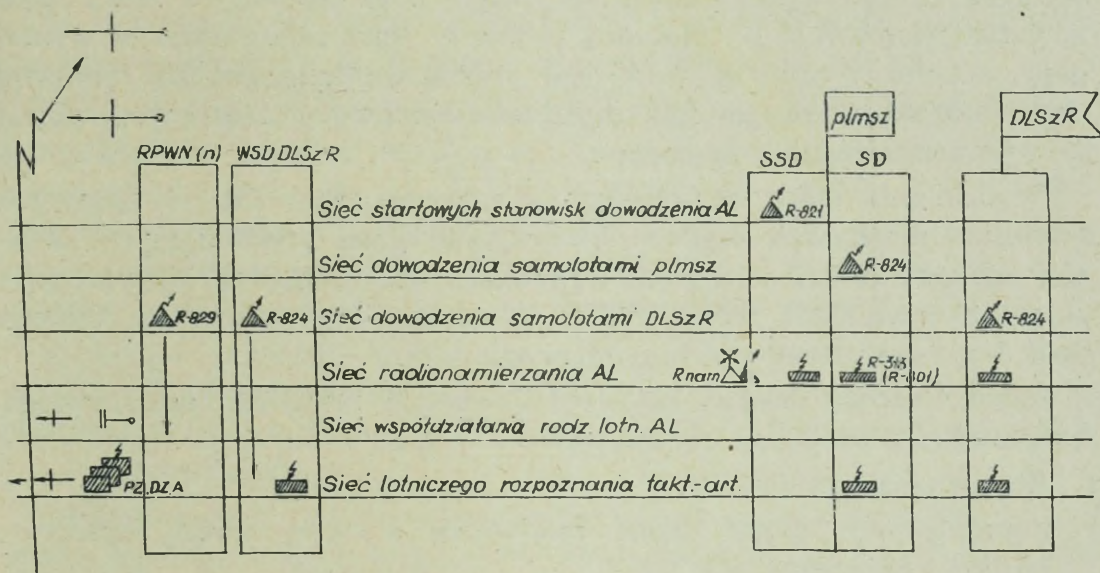 plmsz
DLSzR
RPWN (n)
WSD DLSzR
SSD
SD
Sieć startowych stanowisk dowodzenia AL
R-821
Sieć dowodzenia samolotami plmsz
R-824
R-829
R-824
Sieć dowodzenia samolotami DLSzR
R-824
Sieć radionamierzania AL
Rnam
R-313
(R-801)
Sieć współdziałania rodz. lotn. AL
PZ, DZ, A
Sieć lotniczego rozpoznania takt.-art.